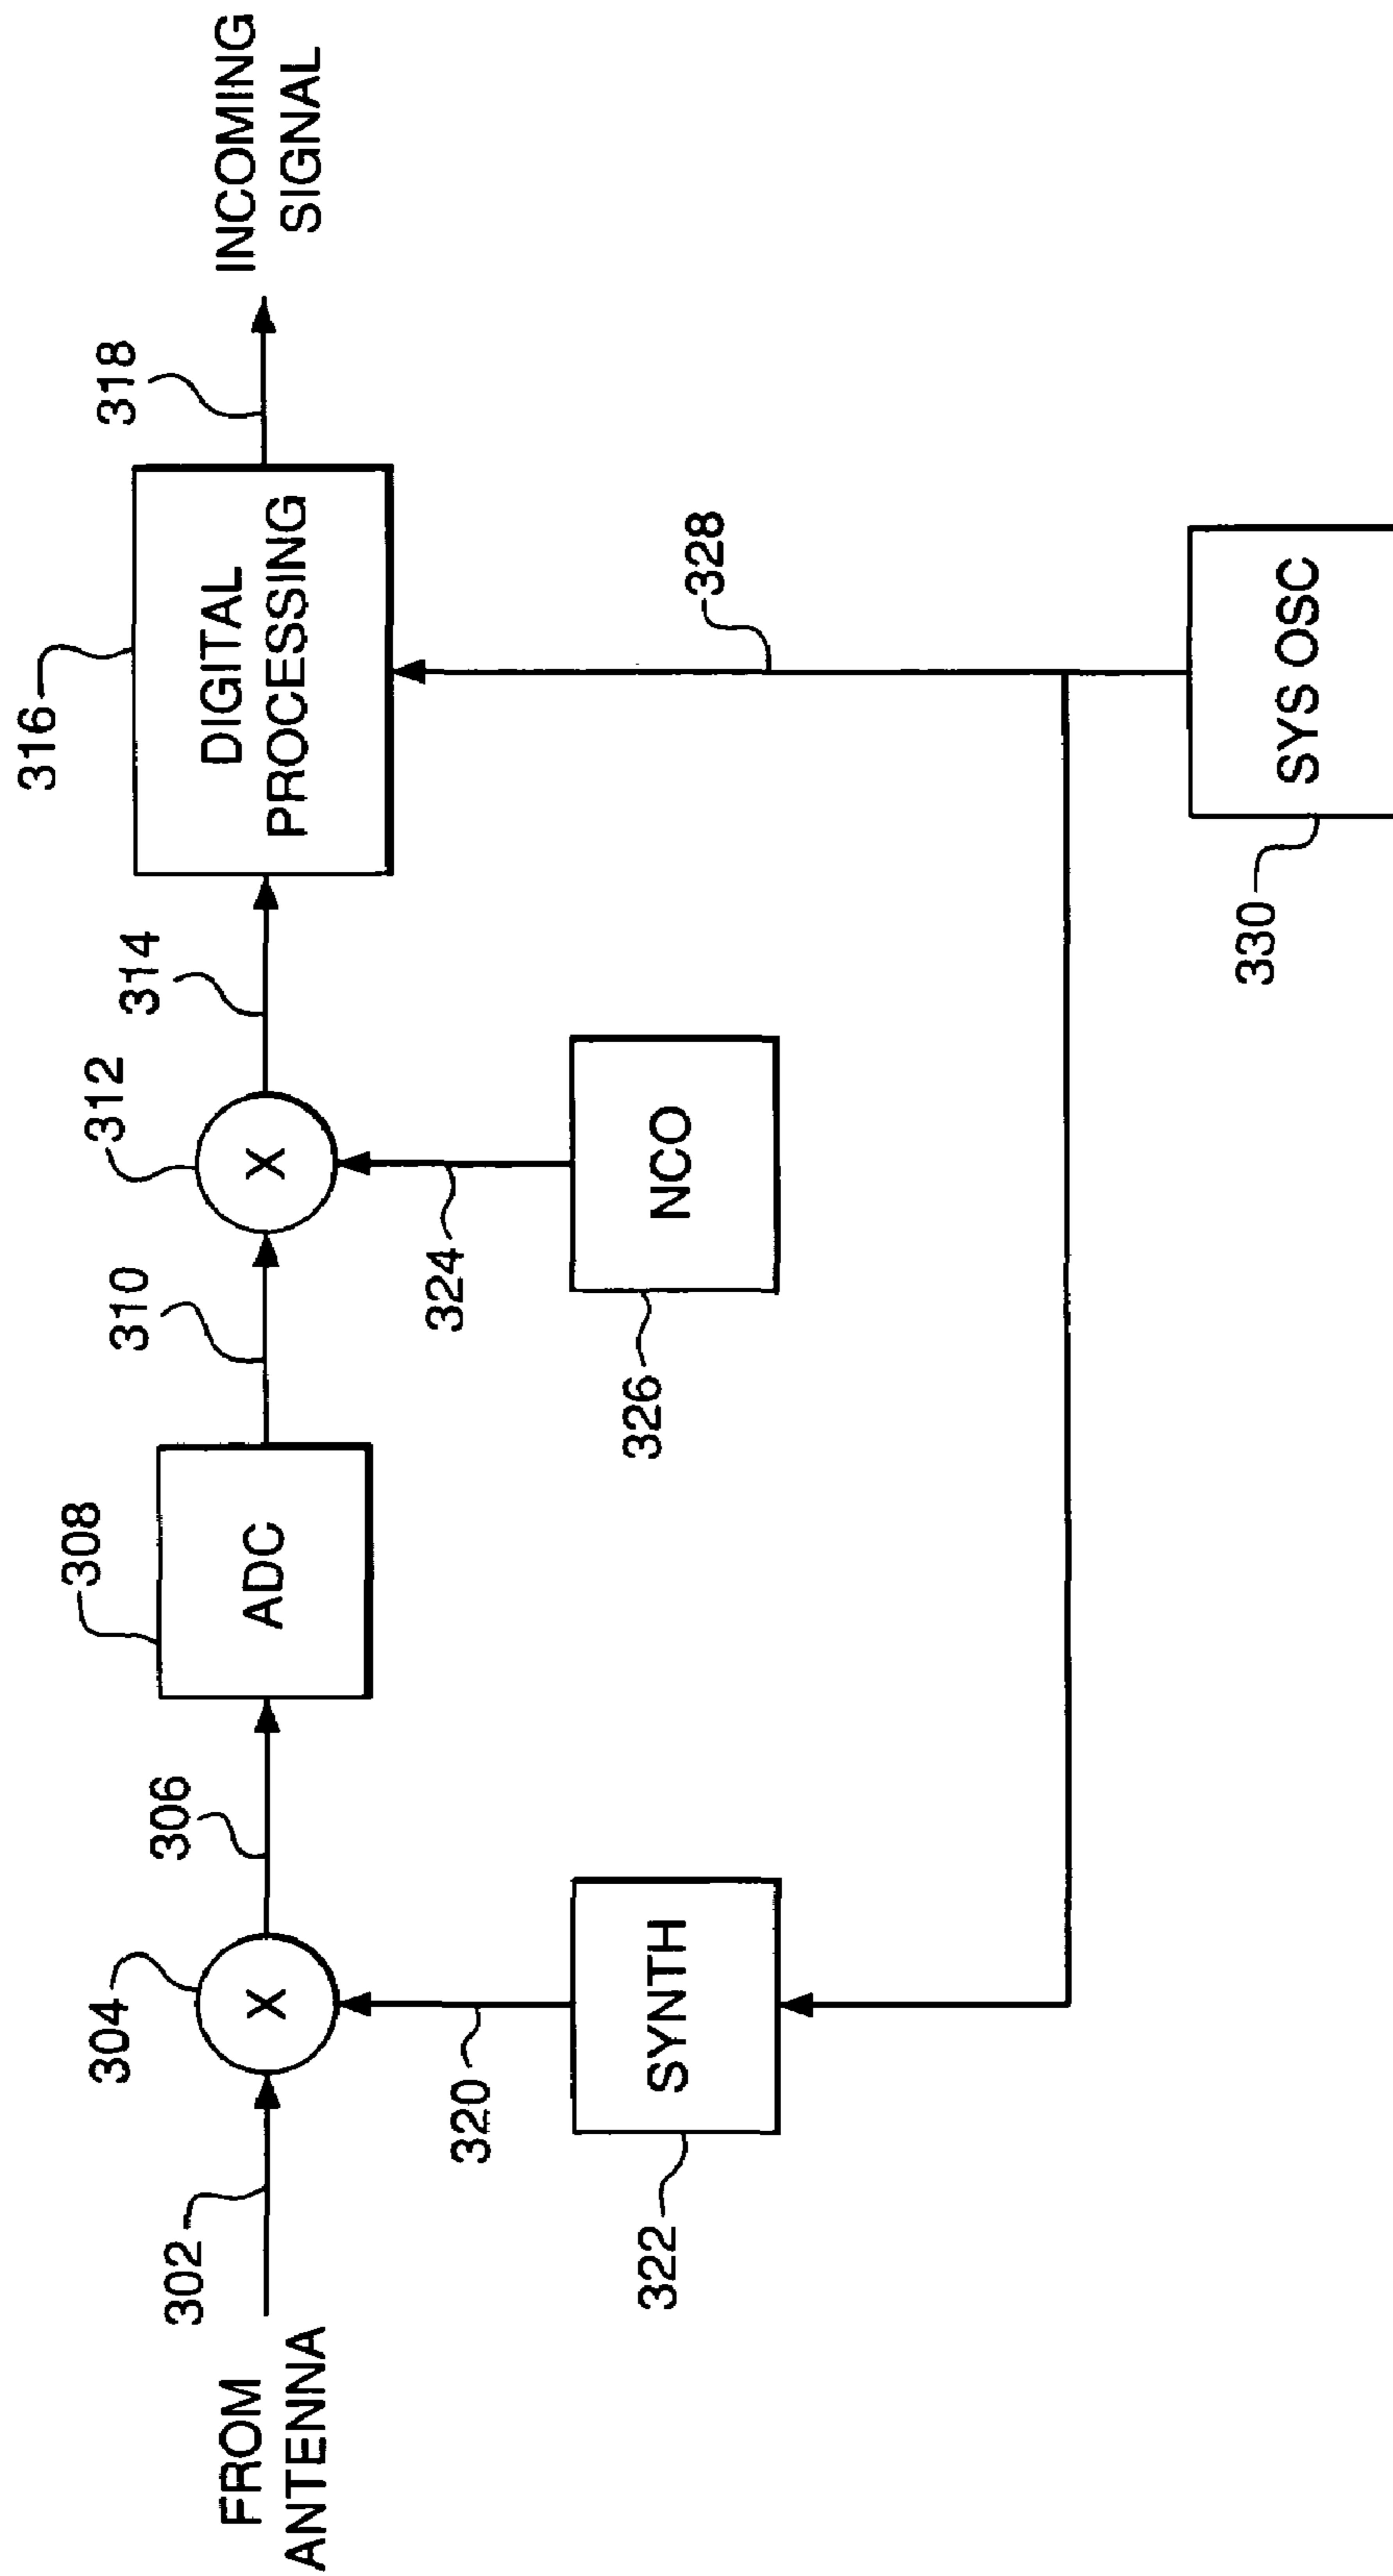 FROM
ANTENNA
302
304
X
306
308
ADC
310
312
X
314
316
DIGITAL
PROCESSING
318
INCOMING
SIGNAL
320
SYNTH
322
324
NCO
326
328
SYS OSC
330